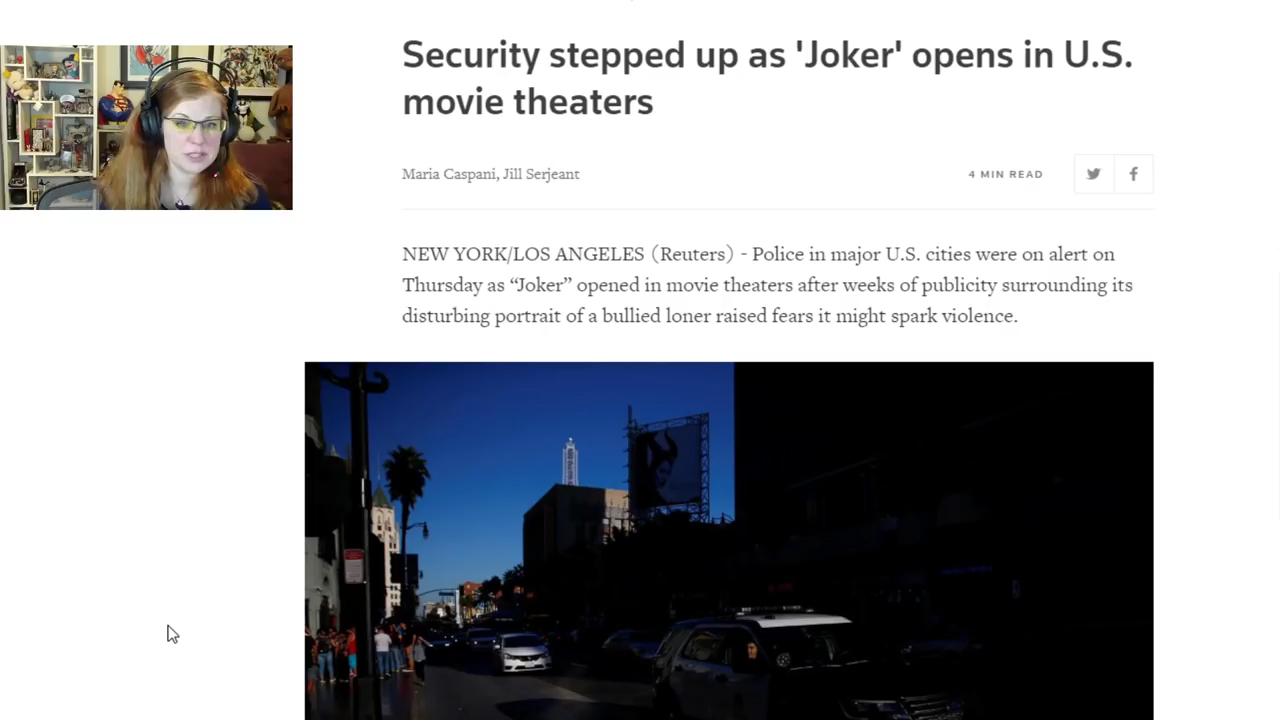 Security stepped up as 'Joker' opens in U.S.
movie theaters
Maria Caspani, Jill Serjeant
4 MIN READ
NEW YORK/LOS ANGELES (Reuters) - Police in major U.S. cities were on alert on
Thursday as “Joker” opened in movie theaters after weeks of publicity surrounding its
disturbing portrait of a bullied loner raised fears it might spark violence.